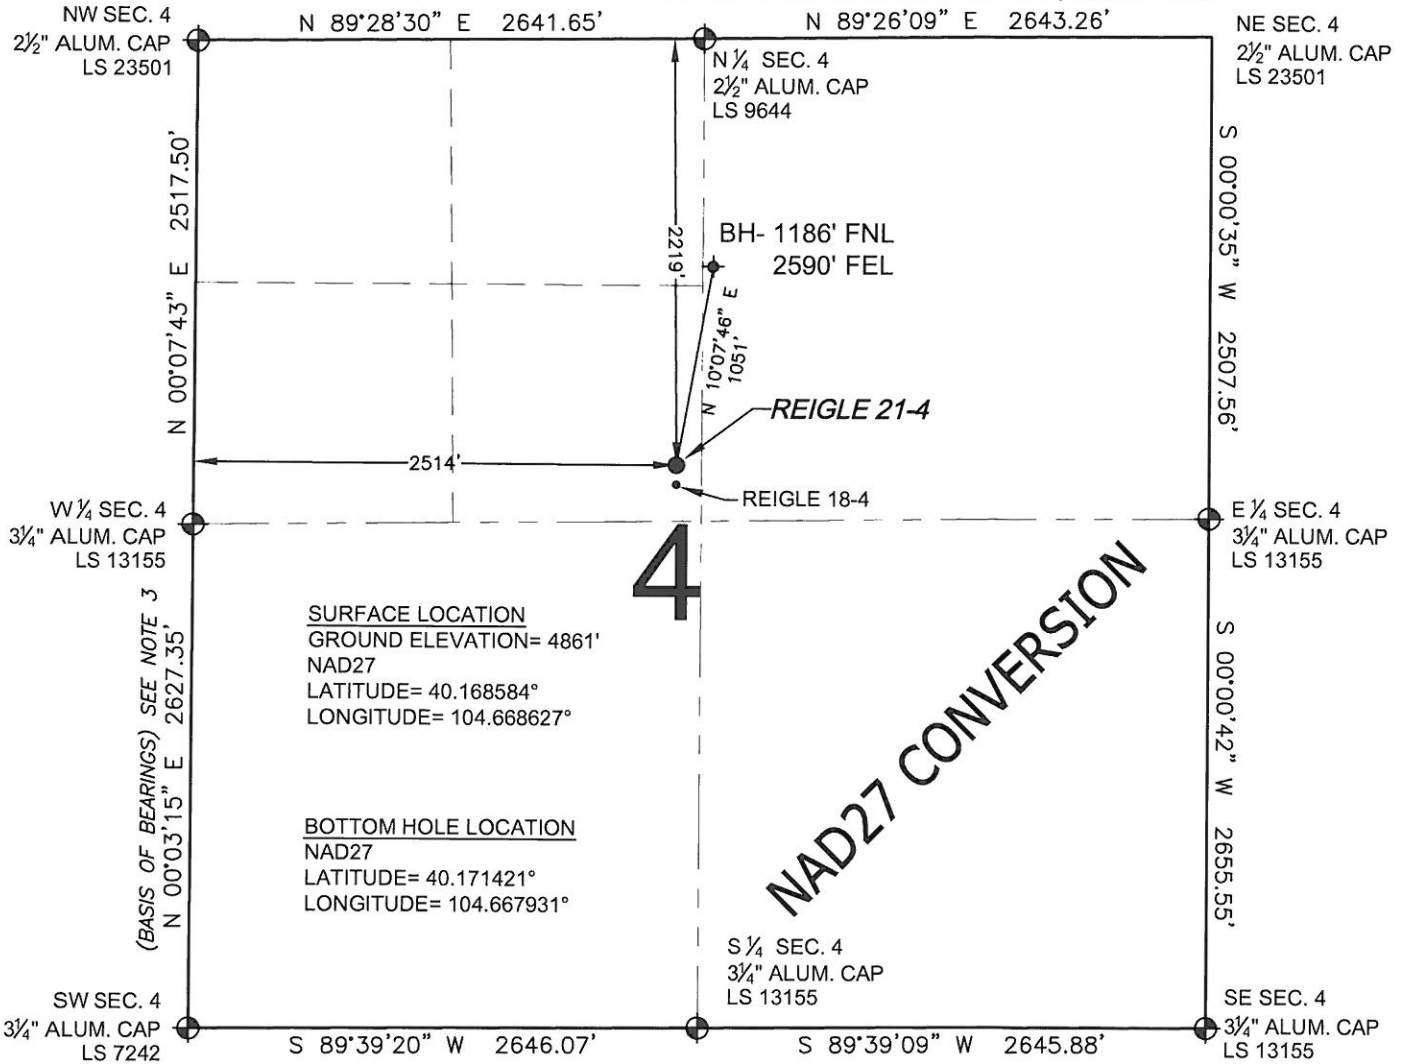 NW SEC. 4
2½" ALUM. CAP
LS 23501
N 89°28'30" E 2641.65'
N 89°26'09" E 2643.26'
NE SEC. 4
2½" ALUM. CAP
LS 23501
N ¼ SEC. 4
2½" ALUM. CAP
LS 9644
N 00°07'43" E 2517.50'
S 00°00'35" W 2507.56'
2219'
BH- 1186' FNL
2590' FEL
N 10°07'46" E
1051'
REIGLE 21-4
2514'
REIGLE 18-4
W ¼ SEC. 4
3¼" ALUM. CAP
LS 13155
E ¼ SEC. 4
3¼" ALUM. CAP
LS 13155
4
(BASIS OF BEARINGS) SEE NOTE 3
N 00°03'15" E 2627.35'
SURFACE LOCATION
GROUND ELEVATION= 4861'
NAD27
LATITUDE= 40.168584°
LONGITUDE= 104.668627°
NAD27 CONVERSION
S 00°00'42" W 2655.55'
BOTTOM HOLE LOCATION
NAD27
LATITUDE= 40.171421°
LONGITUDE= 104.667931°
S ¼ SEC. 4
3¼" ALUM. CAP
LS 13155
SW SEC. 4
3¼" ALUM. CAP
LS 7242
S 89°39'20" W 2646.07'
S 89°39'09" W 2645.88'
SE SEC. 4
3¼" ALUM. CAP
LS 13155